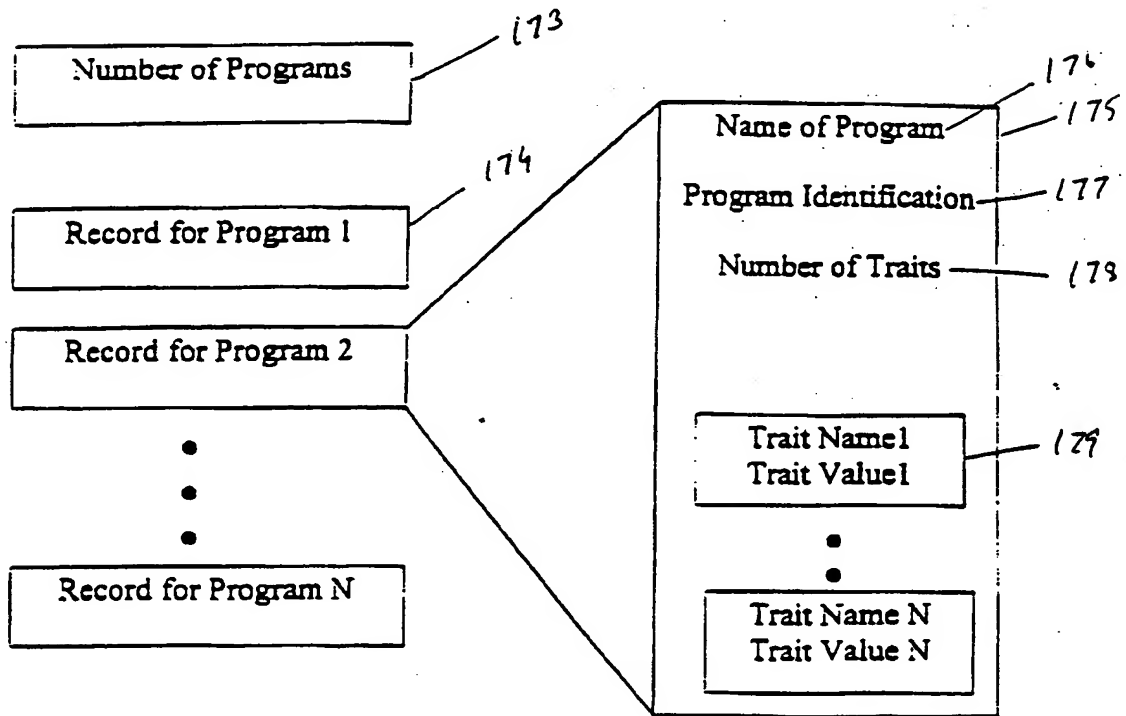 173
Number of Programs
174
Record for Program 1
Record for Program 2
Record for Program N
176
175
Name of Program
177
Program Identification
178
Number of Traits
179
Trait Name1
Trait Value1
Trait Name N
Trait Value N